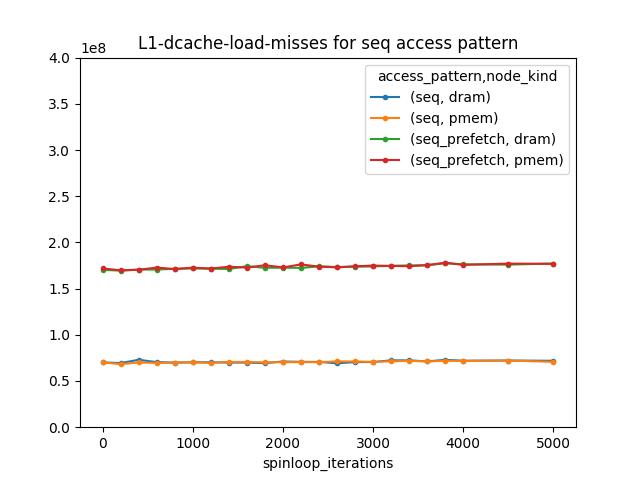 L1-dcache-load-misses for seq access pattern
1e8
4.0
3.5
3.0
2.5
2.0
1.5
1.0
0.5
0.0
access_pattern,node_kind
(seq, dram)
(seq, pmem)
(seq_prefetch, dram)
(seq_prefetch, pmem)
0 1000 2000 3000 4000 5000
spinloop_iterations